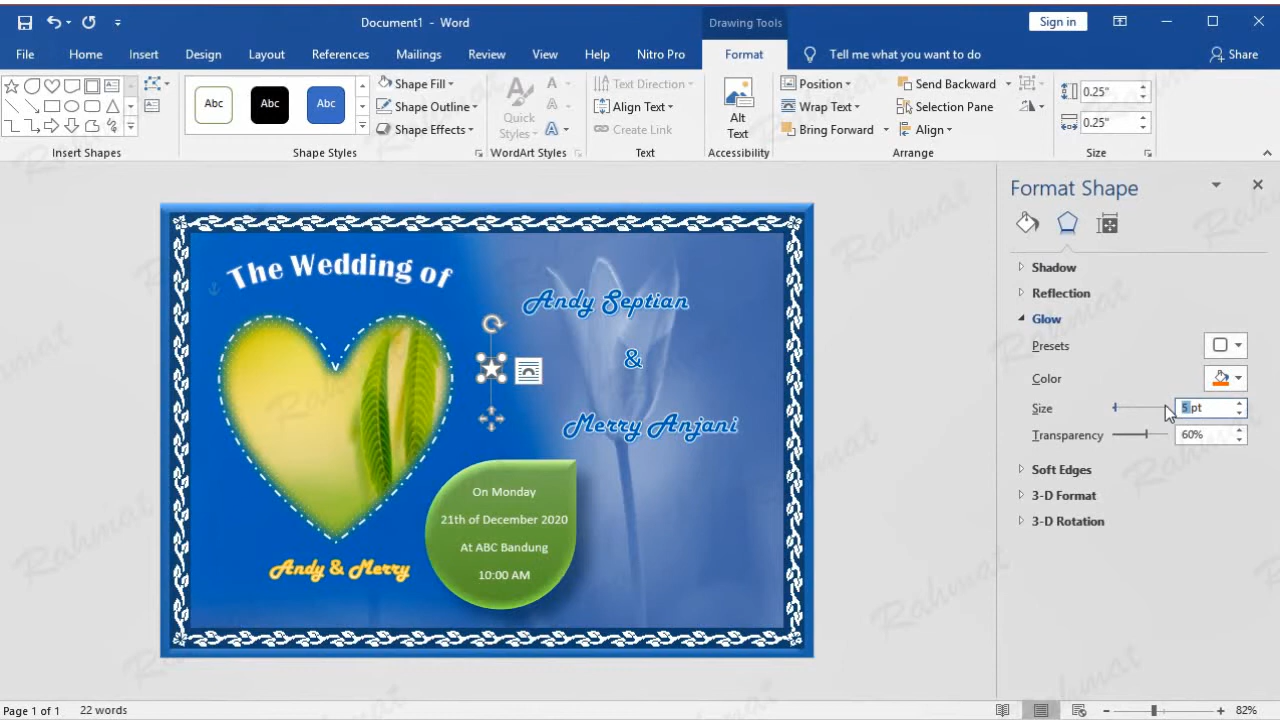 Document1 - Word
Drawing Tools
Sign in
File Home Insert Design Layout References Mailings Review View Help Nitro Pro Format Tell me what you want to do Share
Abc Abc Abc
Shape Fill
Shape Outline
Shape Effects
Quick Styles
Text Direction
Align Text
Create Link
Alt Text
Position
Wrap Text
Bring Forward
Send Backward
Selection Pane
Align
0.25"
0.25"
Insert Shapes Shape Styles WordArt Styles Text Accessibility Arrange Size
The Wedding of
Andy Septian
&
Merry Anjani
On Monday
21th of December 2020
At ABC Bandung
10:00 AM
Andy & Merry
Format Shape
Shadow
Reflection
Glow
Presets
Color
Size 5 pt
Transparency 60%
Soft Edges
3-D Format
3-D Rotation
Rahmat
Page 1 of 1 22 words
82%